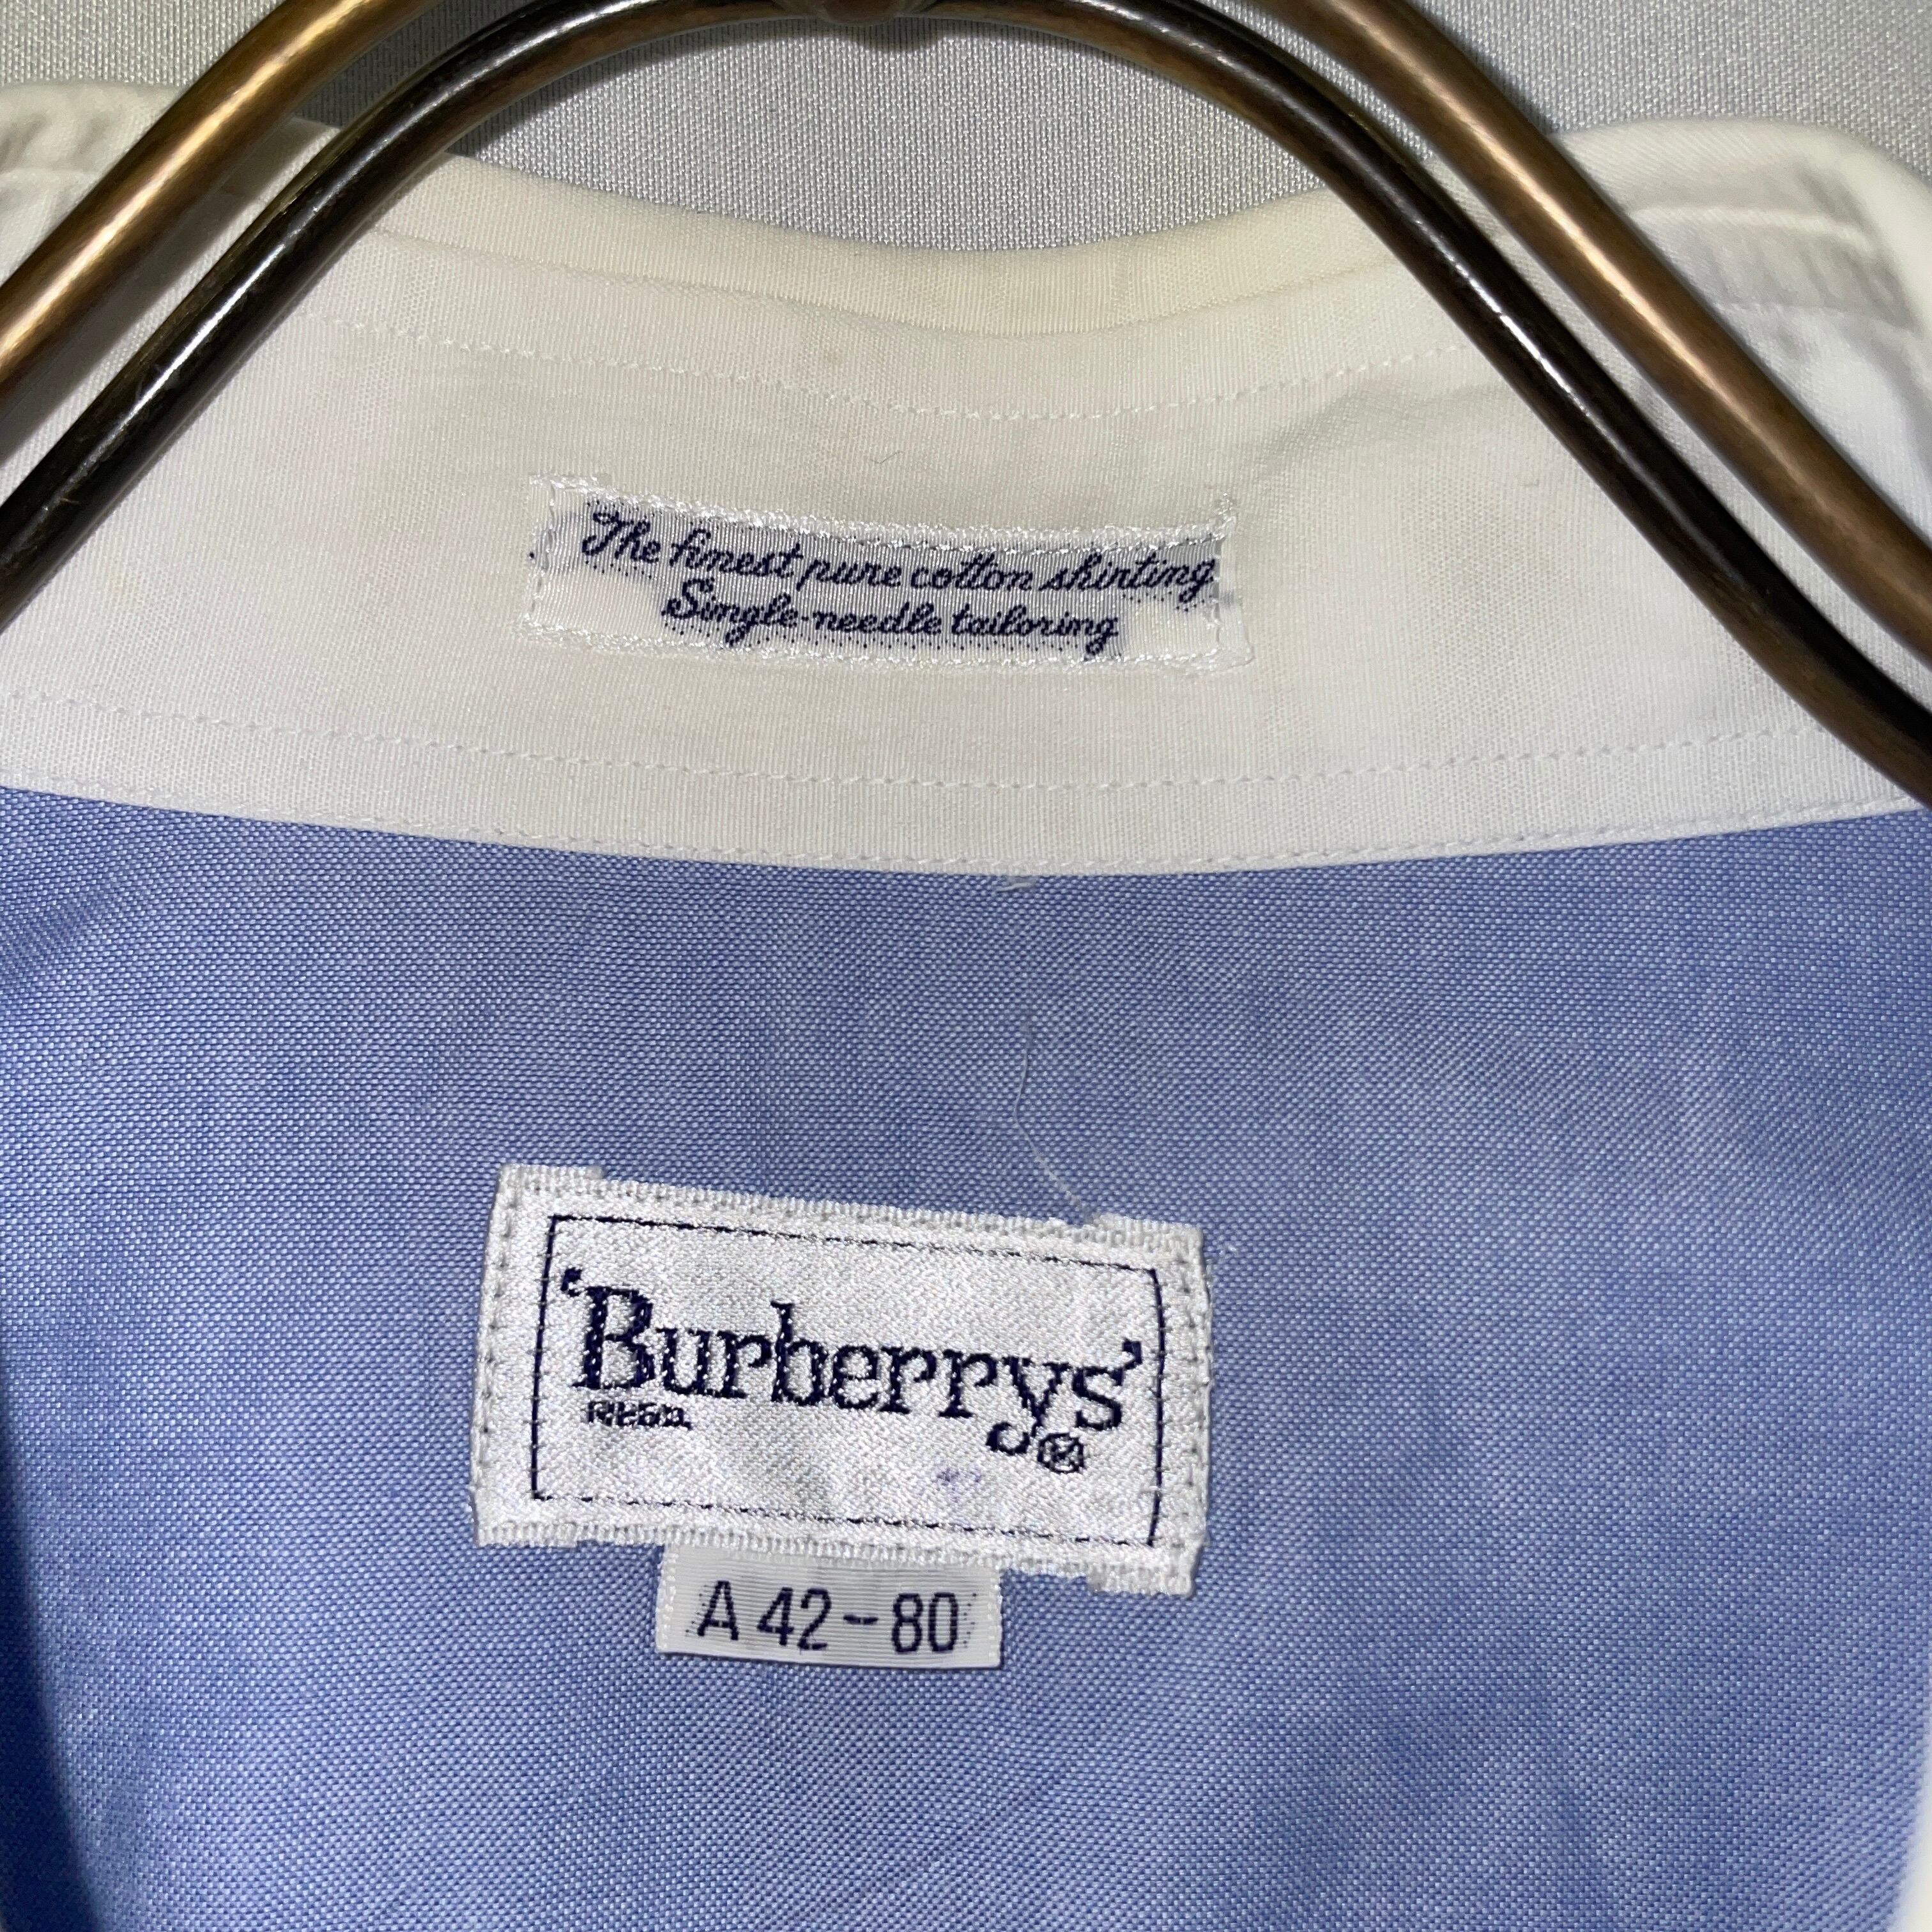 The finest pure cotton shirting
Single-needle tailoring
'Burberrys'
REGD. ®
A 42-80